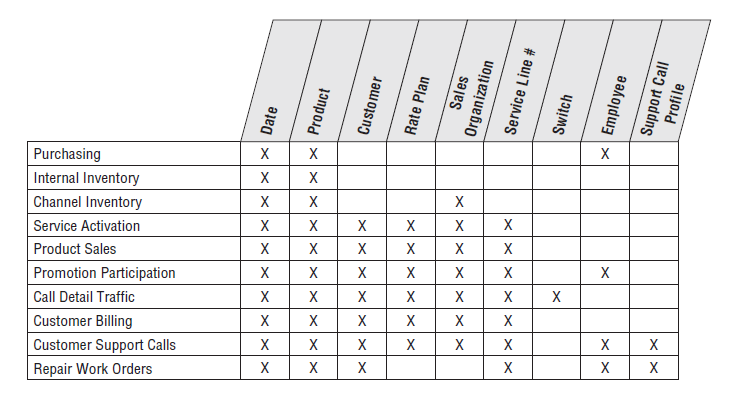 Date
Product
Customer
Rate Plan
Sales
Organization
Service Line #
Switch
Employee
Support Call
Profile
Purchasing X X X
Internal Inventory X X
Channel Inventory X X X
Service Activation X X X X X X
Product Sales X X X X X X
Promotion Participation X X X X X X X
Call Detail Traffic X X X X X X X
Customer Billing X X X X X X
Customer Support Calls X X X X X X X X
Repair Work Orders X X X X X X